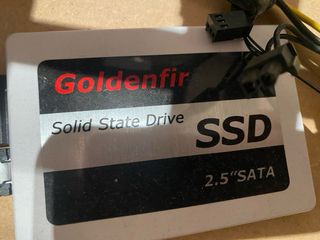 Goldenfir
Solid State Drive
SSD
2.5"SATA